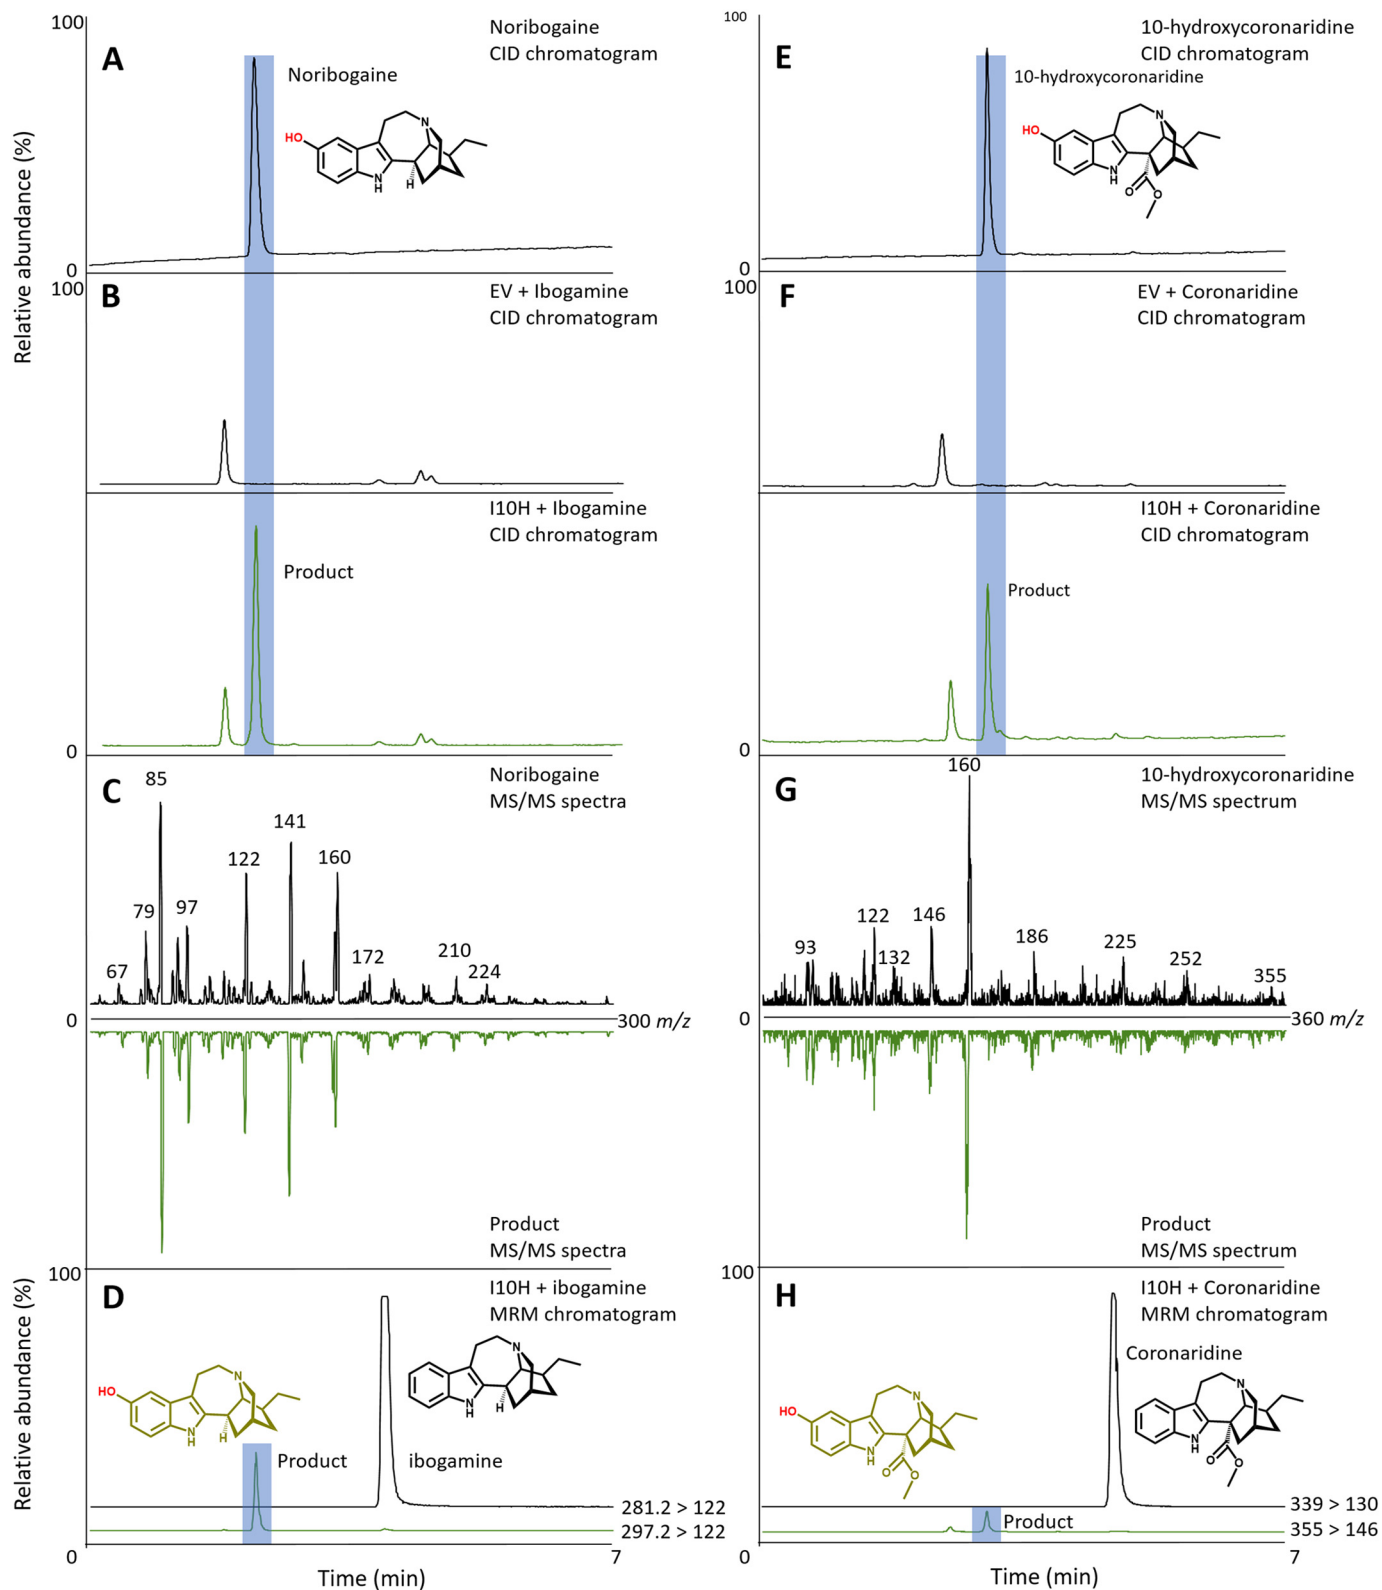 A
100
Noribogaine
CID chromatogram
Noribogaine
HO
N
N
H
H
Relative abundance (%)
0
100
B
EV + Ibogamine
CID chromatogram
I10H + Ibogamine
CID chromatogram
Product
0
C
Noribogaine
MS/MS spectra
85
141
122
160
79
97
172
210
67
224
0
300 m/z
Product
MS/MS spectra
100
D
I10H + ibogamine
MRM chromatogram
N
HO
N
H
H
N
N
H
H
Product
ibogamine
281.2 > 122
297.2 > 122
Relative abundance (%)
0
7
Time (min)
E
100
10-hydroxycoronaridine
CID chromatogram
10-hydroxycoronaridine
HO
N
N
H
O
O
0
100
F
EV + Coronaridine
CID chromatogram
I10H + Coronaridine
CID chromatogram
Product
0
G
10-hydroxycoronaridine
MS/MS spectrum
160
122
146
93
132
186
225
252
355
0
360 m/z
Product
MS/MS spectrum
100
H
I10H + Coronaridine
MRM chromatogram
Coronaridine
HO
N
N
H
O
O
N
N
H
O
O
Product
339 > 130
355 > 146
0
7
Time (min)